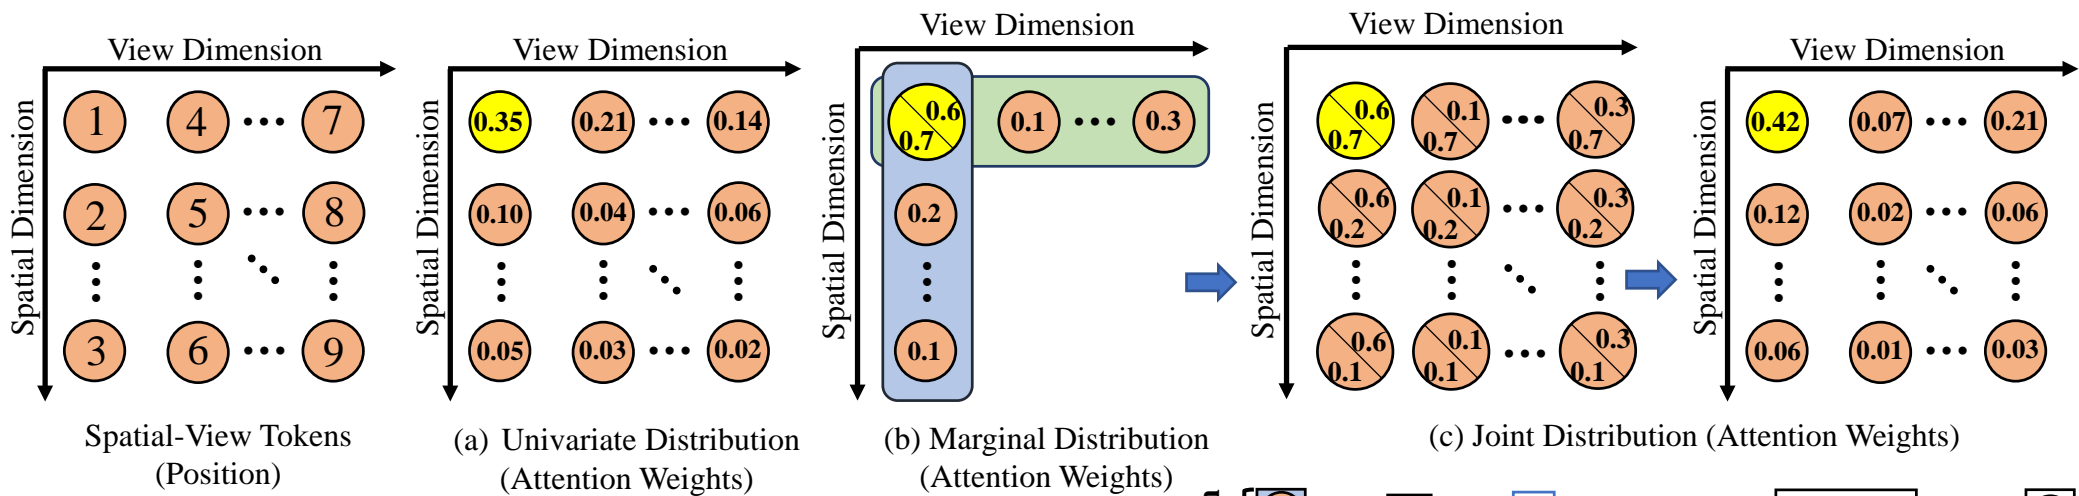 View Dimension
Spatial Dimension
1 4 ••• 7
2 5 ••• 8
3 6 ••• 9
Spatial-View Tokens
(Position)
View Dimension
Spatial Dimension
0.35 0.21 ••• 0.14
0.10 0.04 ••• 0.06
0.05 0.03 ••• 0.02
(a) Univariate Distribution
(Attention Weights)
View Dimension
Spatial Dimension
0.6 0.7 0.1 ••• 0.3
0.2
0.1
(b) Marginal Distribution
(Attention Weights)
View Dimension
Spatial Dimension
0.6 0.7 0.1 0.7 ••• 0.3 0.7
0.6 0.2 0.1 0.2 ••• 0.3 0.2
0.6 0.1 0.1 0.1 ••• 0.3 0.1
View Dimension
Spatial Dimension
0.42 0.07 ••• 0.21
0.12 0.02 ••• 0.06
0.06 0.01 ••• 0.03
(c) Joint Distribution (Attention Weights)